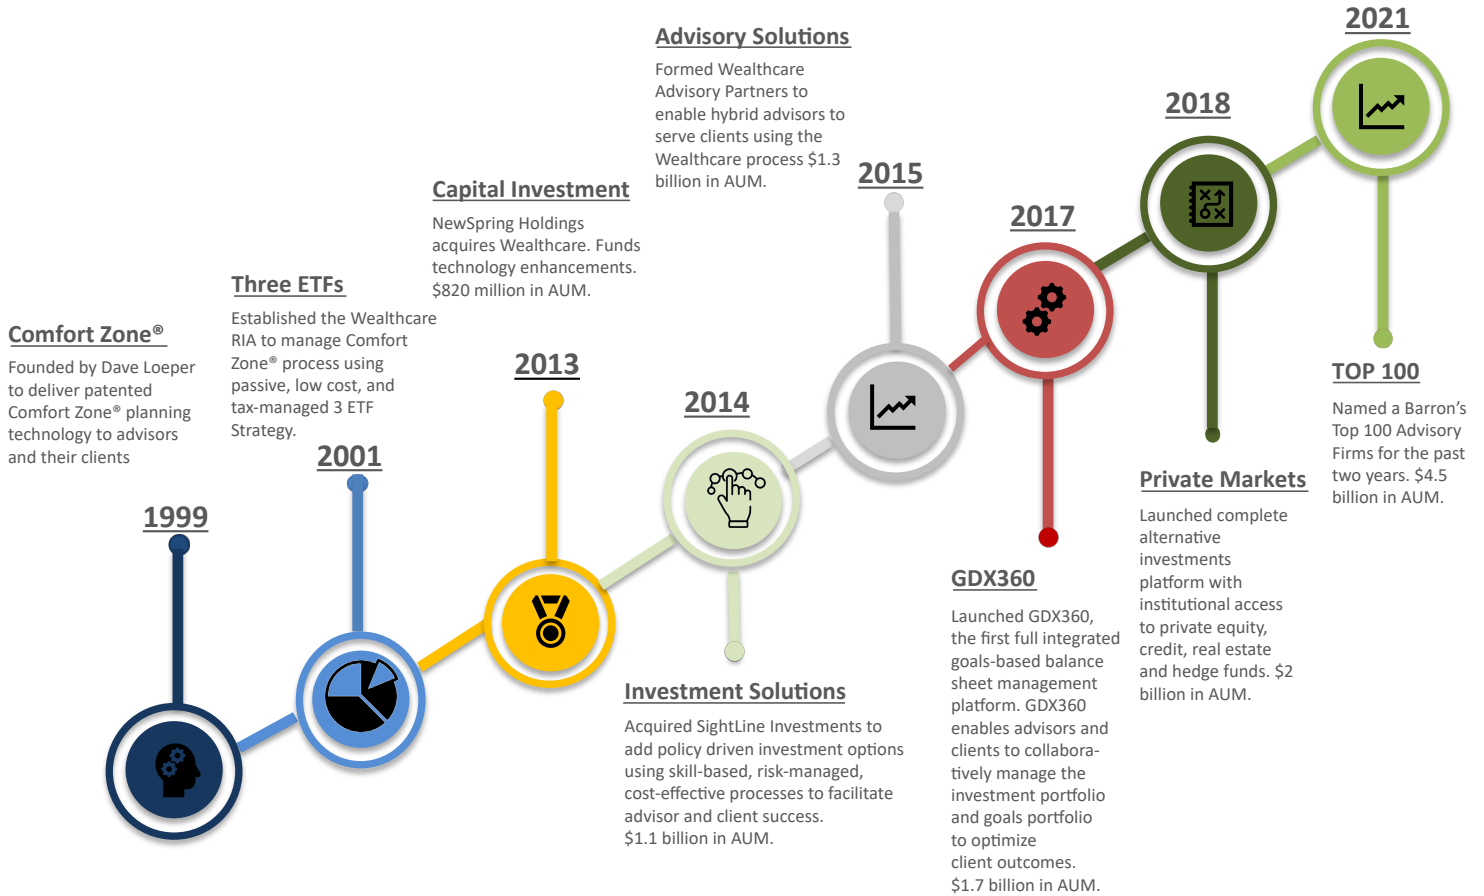 1999
Comfort Zone®
Founded by Dave Loeper
to deliver patented
Comfort Zone® planning
technology to advisors
and their clients
2001
Three ETFs
Established the Wealthcare
RIA to manage Comfort
Zone® process using
passive, low cost, and
tax-managed 3 ETF
Strategy.
2013
Capital Investment
NewSpring Holdings
acquires Wealthcare. Funds
technology enhancements.
$820 million in AUM.
2014
Investment Solutions
Acquired SightLine Investments to
add policy driven investment options
using skill-based, risk-managed,
cost-effective processes to facilitate
advisor and client success.
$1.1 billion in AUM.
2015
Advisory Solutions
Formed Wealthcare
Advisory Partners to
enable hybrid advisors to
serve clients using the
Wealthcare process $1.3
billion in AUM.
2017
GDX360
Launched GDX360,
the first full integrated
goals-based balance
sheet management
platform. GDX360
enables advisors and
clients to collabora-
tively manage the
investment portfolio
and goals portfolio
to optimize
client outcomes.
$1.7 billion in AUM.
2018
Private Markets
Launched complete
alternative
investments
platform with
institutional access
to private equity,
credit, real estate
and hedge funds. $2
billion in AUM.
2021
TOP 100
Named a Barron’s
Top 100 Advisory
Firms for the past
two years. $4.5
billion in AUM.